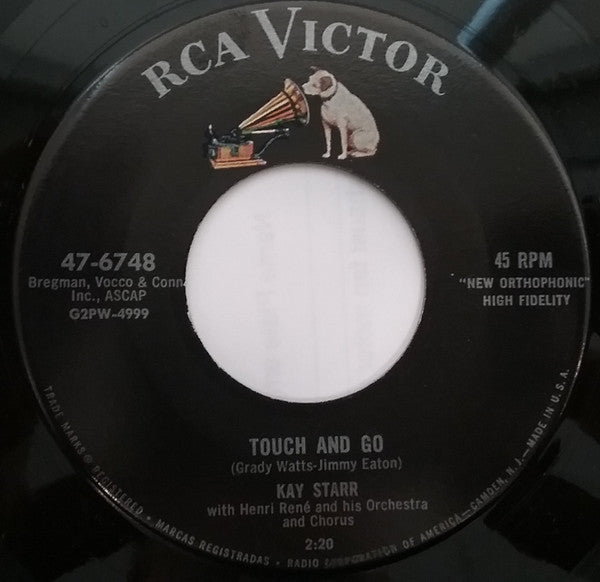 RCA VICTOR
47-6748
Bregman, Vocco & Conn
Inc., ASCAP
G2PW-4999
45 RPM
"NEW ORTHOPHONIC"
HIGH FIDELITY
TOUCH AND GO
(Grady Watts-Jimmy Eaton)
KAY STARR
with Henri René and his Orchestra
and Chorus
2:20
TRADE MARKS ® REGISTERED • MARCAS REGISTRADAS • RADIO CORPORATION OF AMERICA—CAMDEN, N. J.—MADE IN U.S.A.